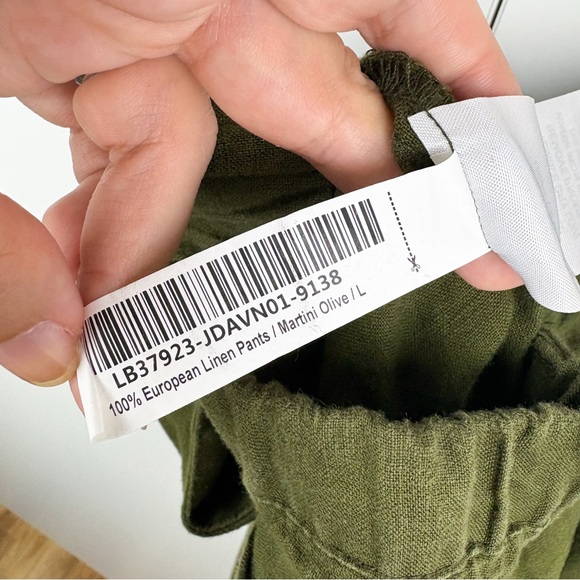 LB37923-JDAVN01-9138
100% European Linen Pants / Martini Olive / L